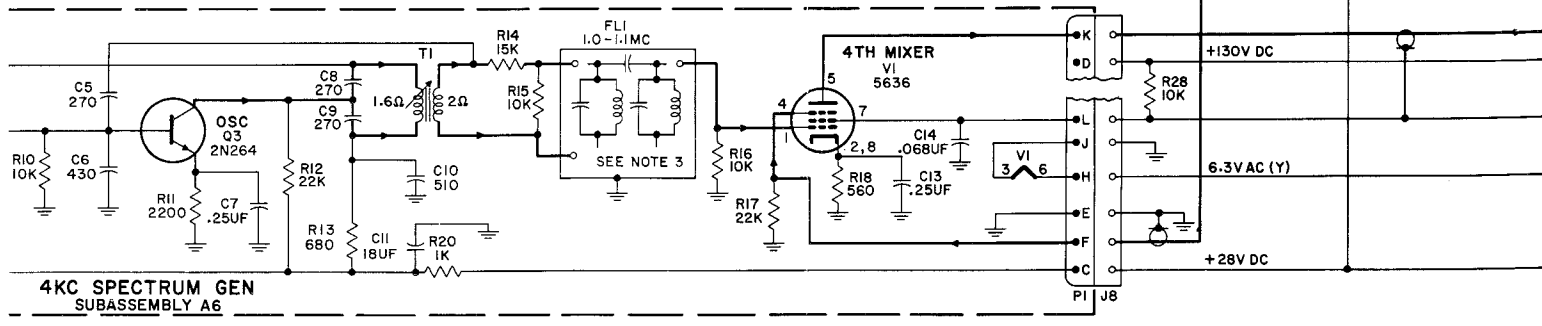 C5
270
R10
10K
C6
430
OSC
Q3
2N264
R11
2200
C7
.25UF
R12
22K
C8
270
C9
270
1.6Ω
T1
2Ω
R13
680
C10
510
C11
18UF
R20
1K
R14
15K
R15
10K
FL1
1.0-1.1MC
SEE NOTE 3
R16
10K
R17
22K
4TH MIXER
V1
5636
5
4
1
7
2,8
R18
560
C13
.25UF
C14
.068UF
3
V1
6
K
D
L
J
H
E
F
C
P1
J8
+130V DC
R28
10K
6.3V AC (Y)
+28V DC
4KC SPECTRUM GEN
SUBASSEMBLY A6